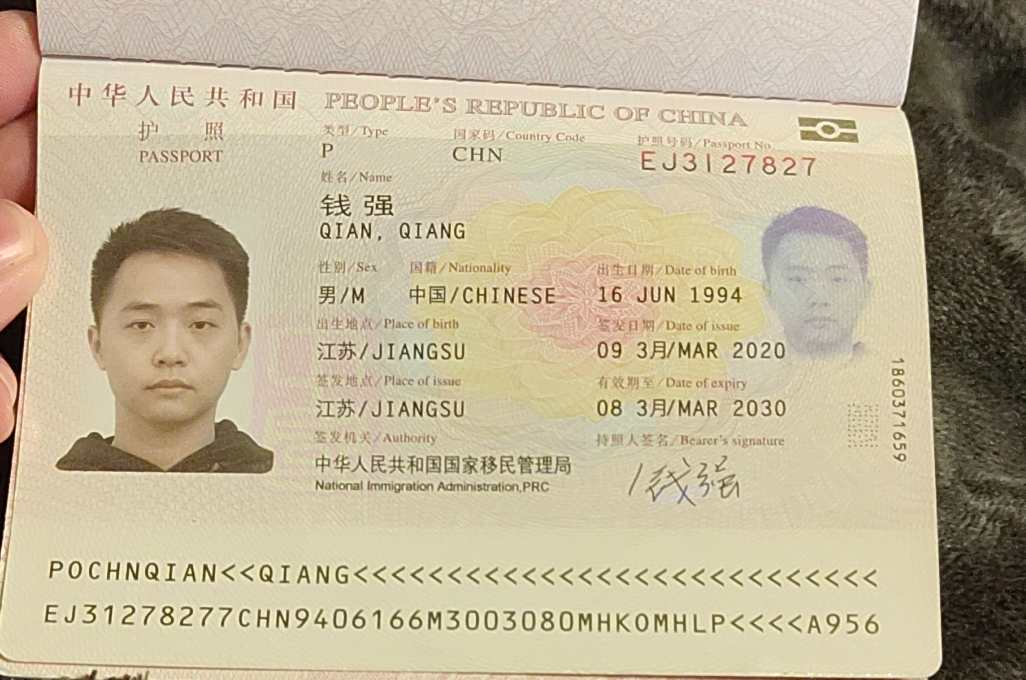 中华人民共和国 PEOPLE'S REPUBLIC OF CHINA
护 照
PASSPORT
类型/Type 国家码/Country Code 护照号码/Passport No.
P CHN EJ3127827
姓名/Name
钱 强
QIAN, QIANG
性别/Sex 国籍/Nationality 出生日期/Date of birth
男/M 中国/CHINESE 16 JUN 1994
出生地点/Place of birth 签发日期/Date of issue
江苏/JIANGSU 09 3月/MAR 2020
签发地点/Place of issue 有效期至/Date of expiry
江苏/JIANGSU 08 3月/MAR 2030
签发机关/Authority 持照人签名/Bearer's signature
中华人民共和国国家移民管理局 钱强
National Immigration Administration,PRC
1860371659
POCHNQIAN<<QIANG<<<<<<<<<<<<<<<<<<<<<<<<<<<<
EJ31278277CHN9406166M3003080MHKOMHLP<<<<A956